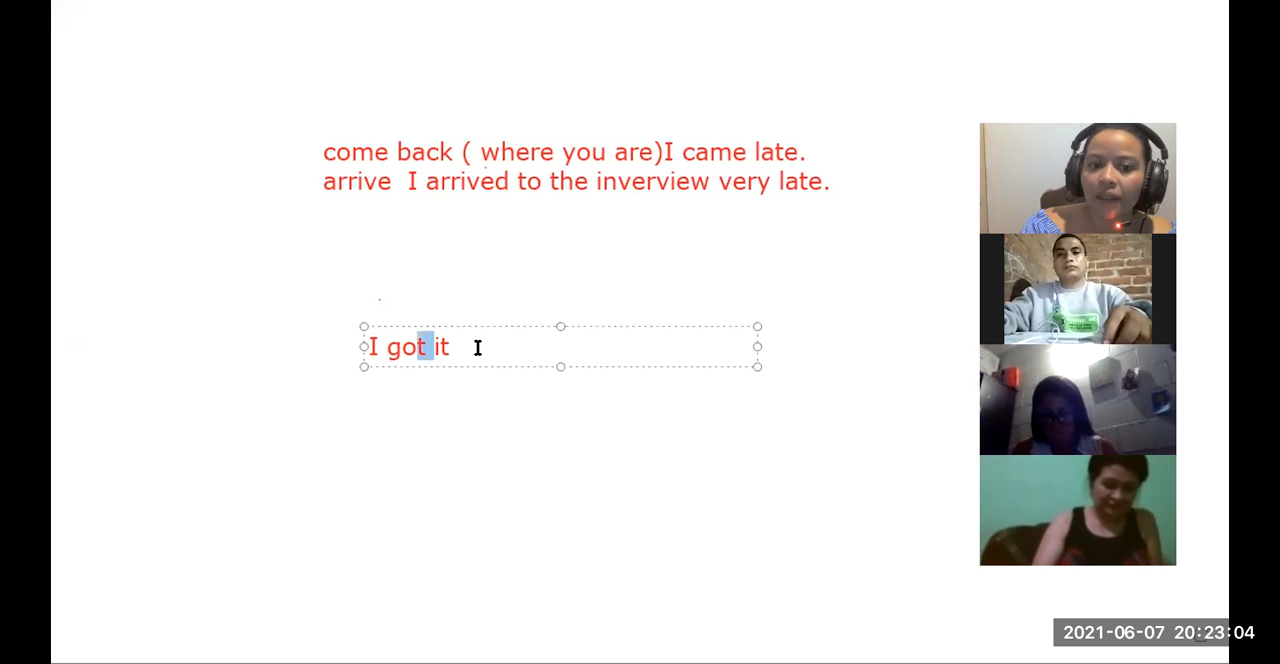 come back ( where you are)I came late.
arrive  I arrived to the inverview very late.
I got it
2021-06-07 20:23:04